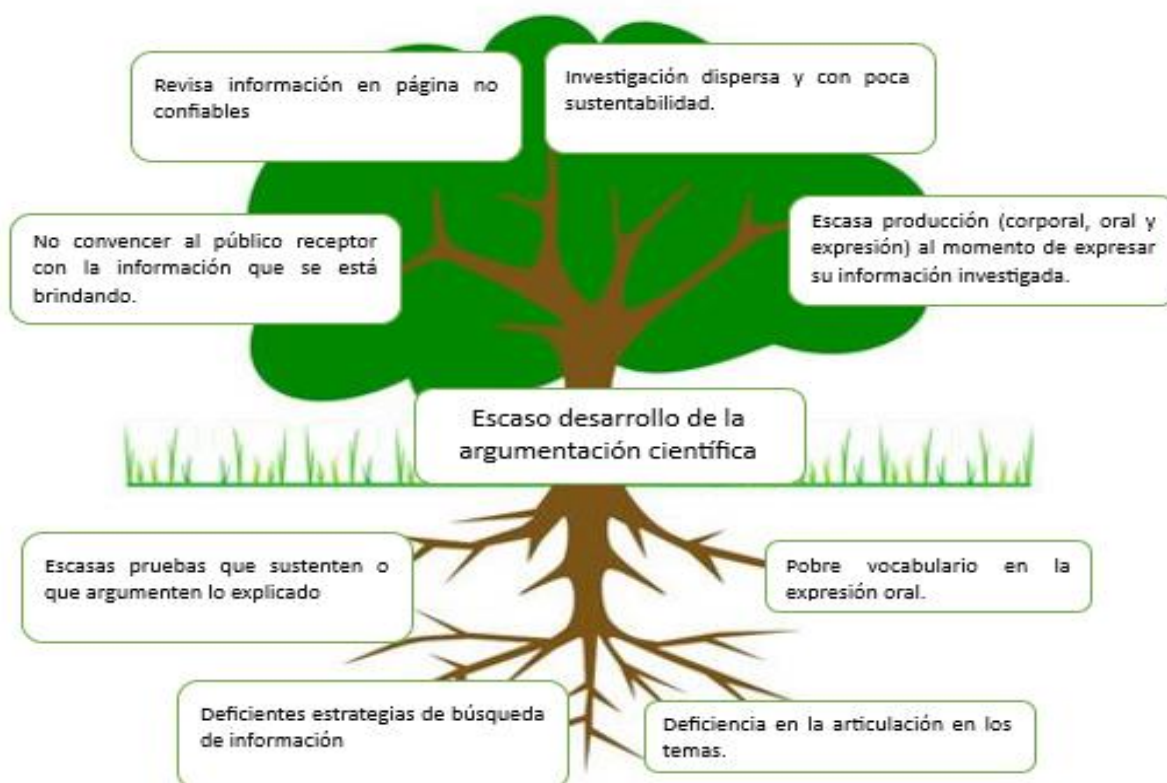 Revisa información en página no
confiables
Investigación dispersa y con poca
sustentabilidad.
No convencer al público receptor
con la información que se está
brindando.
Escasa producción (corporal, oral y
expresión) al momento de expresar
su información investigada.
Escaso desarrollo de la
argumentación científica
Escasas pruebas que sustenten o
que argumenten lo explicado
Pobre vocabulario en la
expresión oral.
Deficientes estrategias de búsqueda
de información
Deficiencia en la articulación en los
temas.